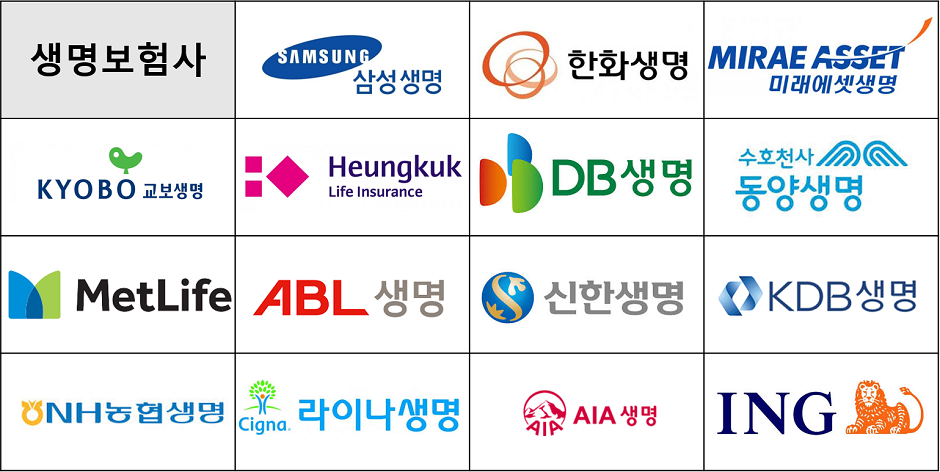 생명보험사
SAMSUNG
삼성생명
한화생명
MIRAE ASSET
미래에셋생명
KYOBO 교보생명
Heungkuk
Life Insurance
DB생명
수호천사
동양생명
MetLife
ABL 생명
신한생명
KDB생명
NH농협생명
Cigna® 라이나생명
AIA AIA 생명
ING